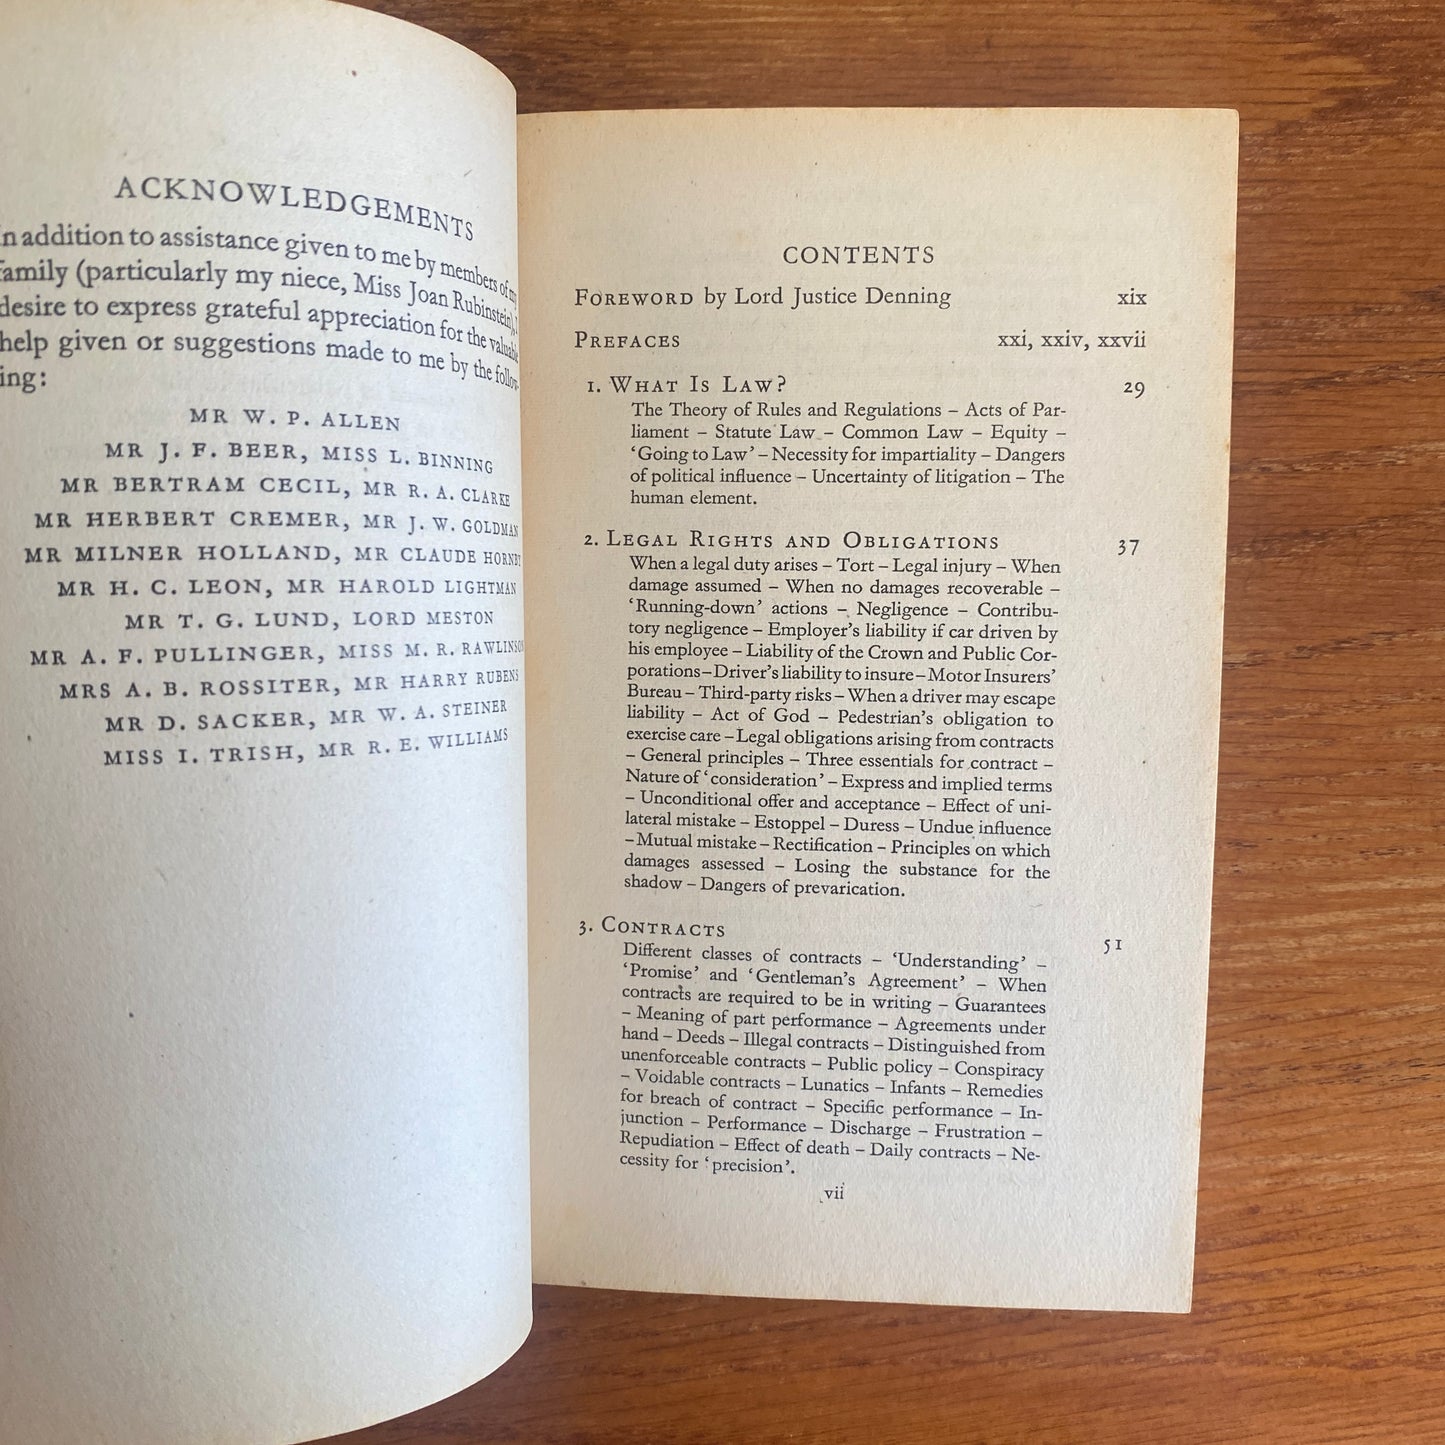 ACKNOWLEDGEMENTS
n addition to assistance given to me by members of my
family (particularly my niece, Miss Joan Rubinstein), I
desire to express grateful appreciation for the valuable
help given or suggestions made to me by the follow-
ing:
MR W. P. ALLEN
MR J. F. BEER, MISS L. BINNING
MR BERTRAM CECIL, MR R. A. CLARKE
MR HERBERT CREMER, MR J. W. GOLDMAN
MR MILNER HOLLAND, MR CLAUDE HORNBY
MR H. C. LEON, MR HAROLD LIGHTMAN
MR T. G. LUND, LORD MESTON
MR A. F. PULLINGER, MISS M. R. RAWLINSON
MRS A. B. ROSSITER, MR HARRY RUBENS
MR D. SACKER, MR W. A. STEINER
MISS I. TRISH, MR R. E. WILLIAMS
CONTENTS
FOREWORD by Lord Justice Denning xix
PREFACES xxi, xxiv, xxvii
1. WHAT IS LAW? 29
The Theory of Rules and Regulations – Acts of Par-
liament – Statute Law – Common Law – Equity –
‘Going to Law’ – Necessity for impartiality – Dangers
of political influence – Uncertainty of litigation – The
human element.
2. LEGAL RIGHTS AND OBLIGATIONS 37
When a legal duty arises – Tort – Legal injury – When
damage assumed – When no damages recoverable –
‘Running-down’ actions – Negligence – Contribu-
tory negligence – Employer’s liability if car driven by
his employee – Liability of the Crown and Public Cor-
porations – Driver’s liability to insure – Motor Insurers’
Bureau – Third-party risks – When a driver may escape
liability – Act of God – Pedestrian’s obligation to
exercise care – Legal obligations arising from contracts
– General principles – Three essentials for contract –
Nature of ‘consideration’ – Express and implied terms
– Unconditional offer and acceptance – Effect of uni-
lateral mistake – Estoppel – Duress – Undue influence
– Mutual mistake – Rectification – Principles on which
damages assessed – Losing the substance for the
shadow – Dangers of prevarication.
3. CONTRACTS 51
Different classes of contracts – ‘Understanding’ –
‘Promise’ and ‘Gentleman’s Agreement’ – When
contracts are required to be in writing – Guarantees
– Meaning of part performance – Agreements under
hand – Deeds – Illegal contracts – Distinguished from
unenforceable contracts – Public policy – Conspiracy
– Voidable contracts – Lunatics – Infants – Remedies
for breach of contract – Specific performance – In-
junction – Performance – Discharge – Frustration –
Repudiation – Effect of death – Daily contracts – Ne-
cessity for ‘precision’.
vii